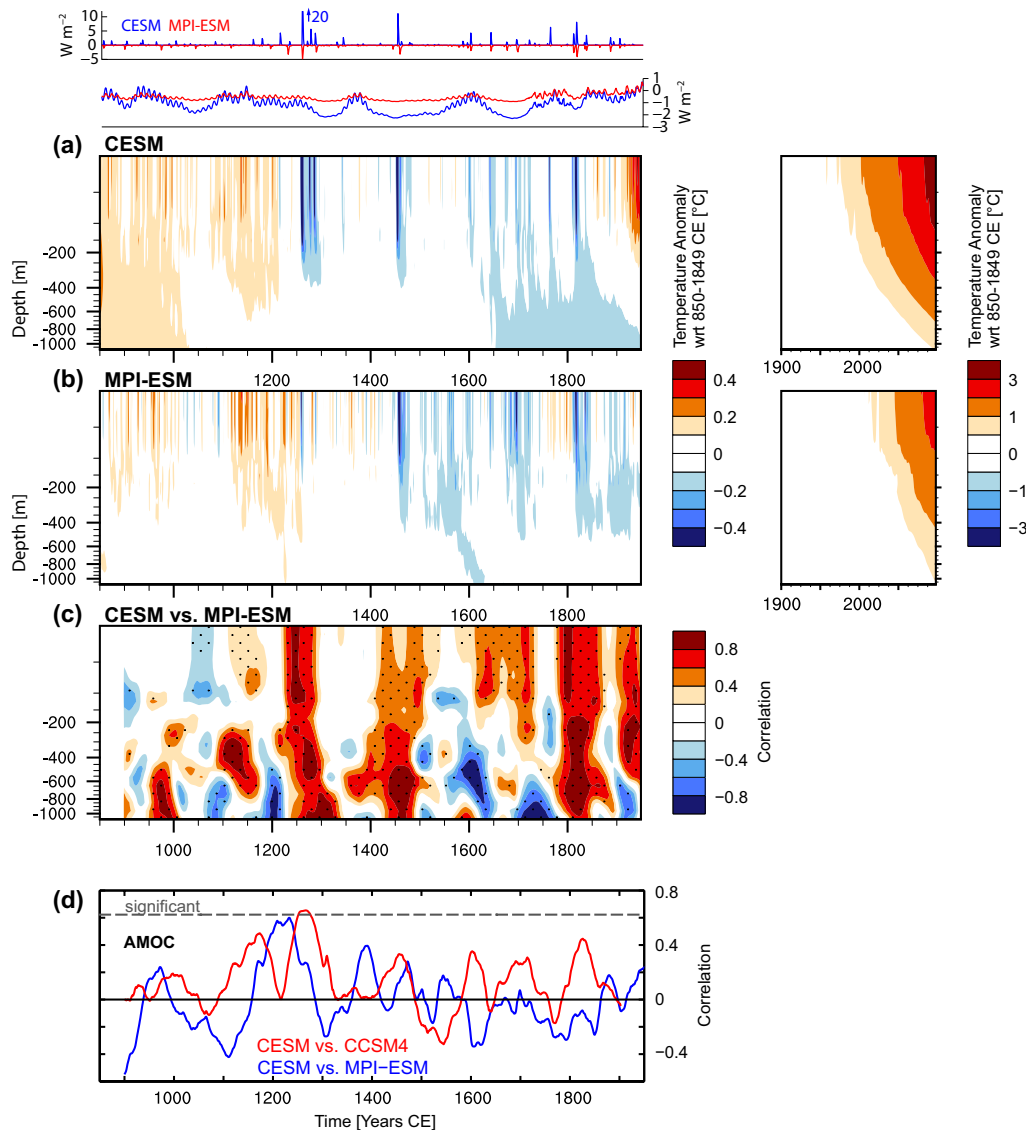 10
5
0
−5
W m−2
CESM MPI-ESM
20
1
0
−1
−2
−3
W m−2
(a) CESM
-200
-400
-600
-800
-1000
Depth [m]
1200 1400 1600 1800
1900 2000
Temperature Anomaly
wrt 850-1849 CE [°C]
0.4
0.2
0
−0.2
−0.4
Temperature Anomaly
wrt 850-1849 CE [°C]
3
1
0
−1
−3
(b) MPI-ESM
-200
-400
-600
-800
-1000
Depth [m]
1200 1400 1600 1800
1900 2000
(c) CESM vs. MPI-ESM
-200
-400
-600
-800
-1000
Depth [m]
1000 1200 1400 1600 1800
0.8
0.4
0
−0.4
−0.8
Correlation
(d)
significant
AMOC
0.8
0.4
0
−0.4
Correlation
CESM vs. CCSM4
CESM vs. MPI−ESM
1000 1200 1400 1600 1800
Time [Years CE]